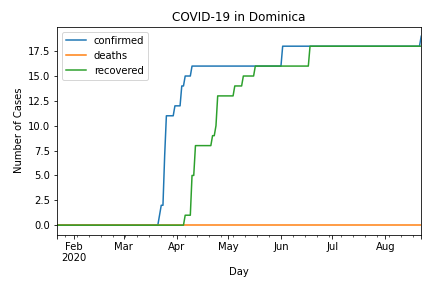 COVID-19 in Dominica
confirmed
deaths
recovered
17.5
15.0
12.5
10.0
7.5
5.0
2.5
0.0
Number of Cases
Feb Mar Apr May Jun Jul Aug
2020
Day